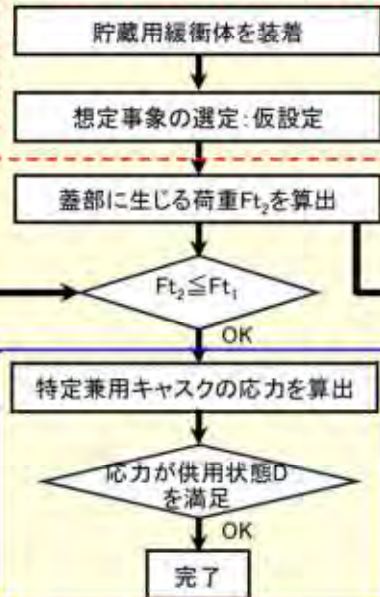 貯蔵用緩衝体を装着
想定事象の選定:仮設定
蓋部に生じる荷重Ft₂を算出
Ft₂≦Ft₁
OK
特定兼用キャスクの応力を算出
応力が供用状態D
を満足
OK
完了